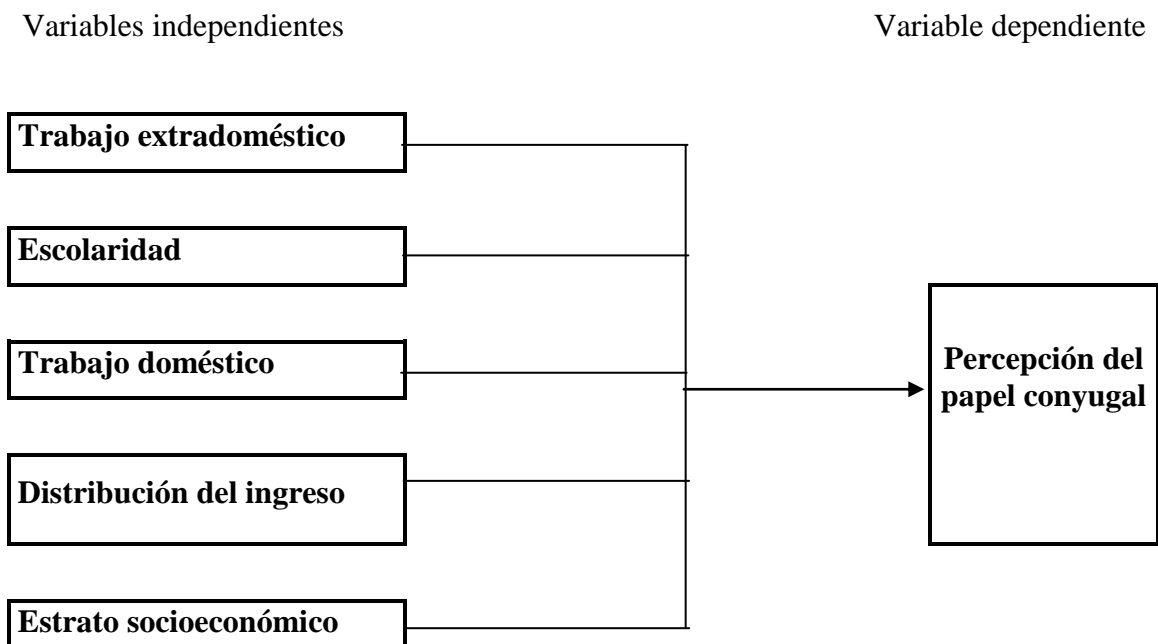 Variables independientes
Variable dependiente
Trabajo extradoméstico
Escolaridad
Trabajo doméstico
Distribución del ingreso
Estrato socioeconómico
Percepción del
papel conyugal